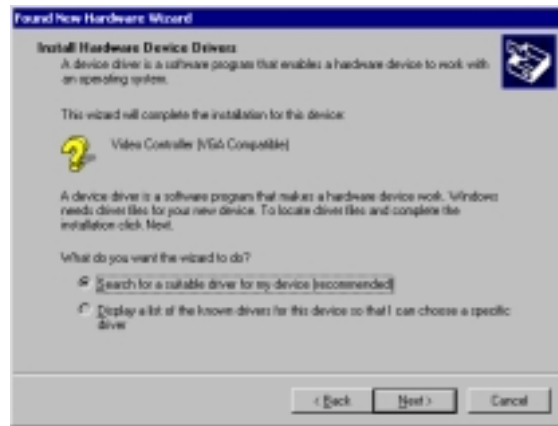 Found New Hardware Wizard
Install Hardware Device Drivers
A device driver is a software program that enables a hardware device to work with
an operating system.
This wizard will complete the installation for this device:
Video Controller (VGA Compatible)
A device driver is a software program that makes a hardware device work. Windows
needs driver files for your new device. To locate driver files and complete the
installation click Next.
What do you want the wizard to do?
Search for a suitable driver for my device (recommended)
Display a list of the known drivers for this device so that I can choose a specific
driver
< Back
Next >
Cancel